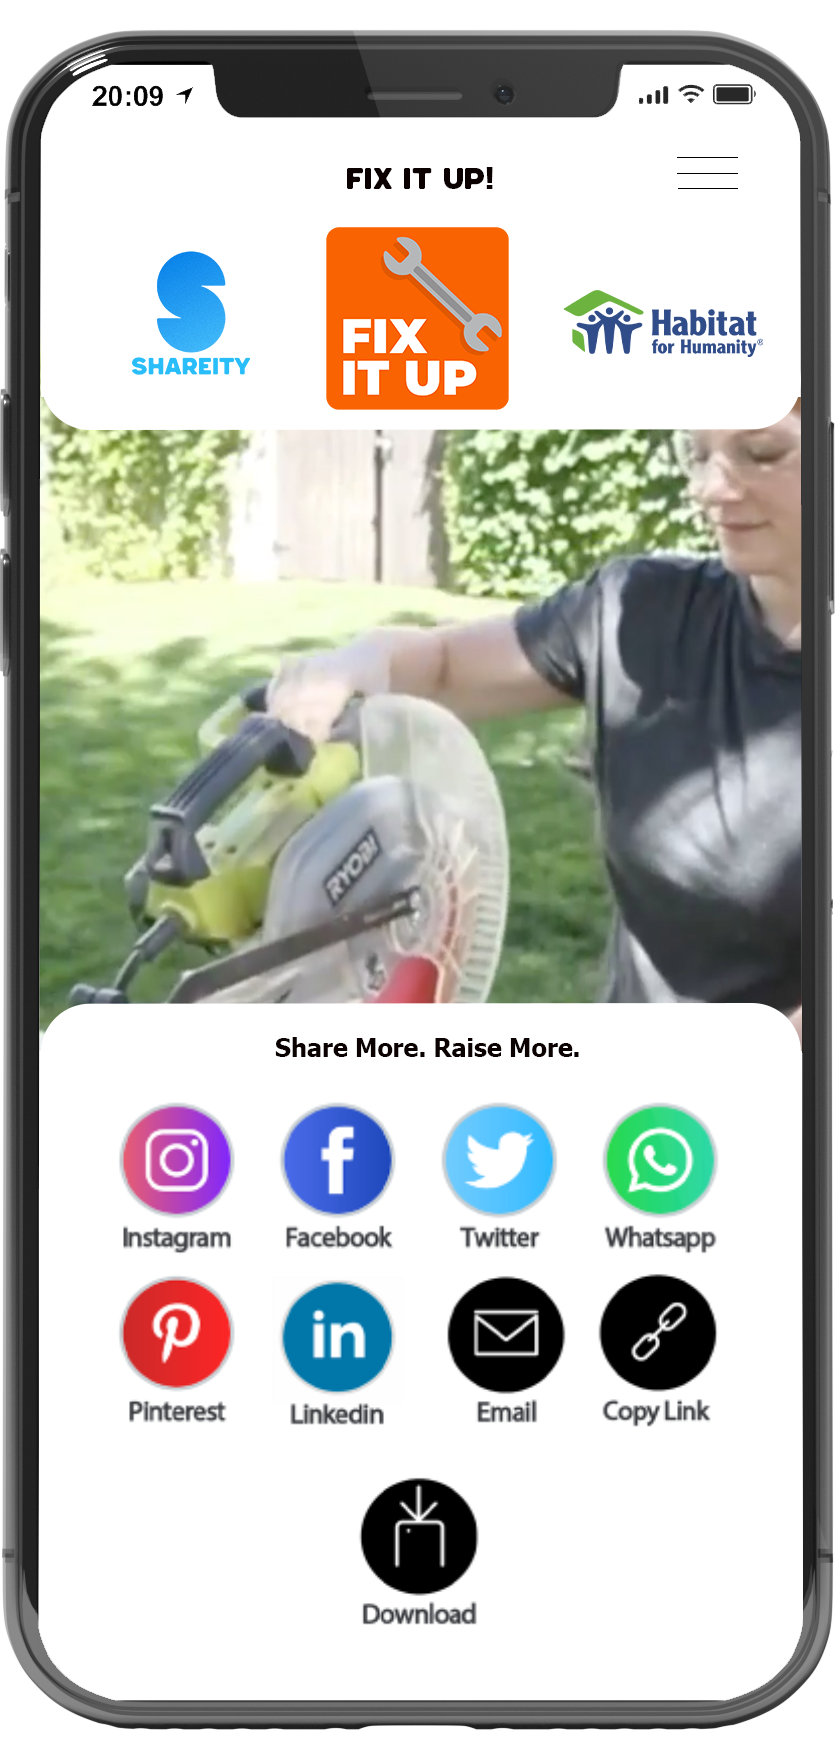 20:09
FIX IT UP!
SHAREITY
FIX
IT UP
Habitat
for Humanity®
RYOBI
Share More. Raise More.
Instagram
Facebook
Twitter
Whatsapp
Pinterest
Linkedin
Email
Copy Link
Download